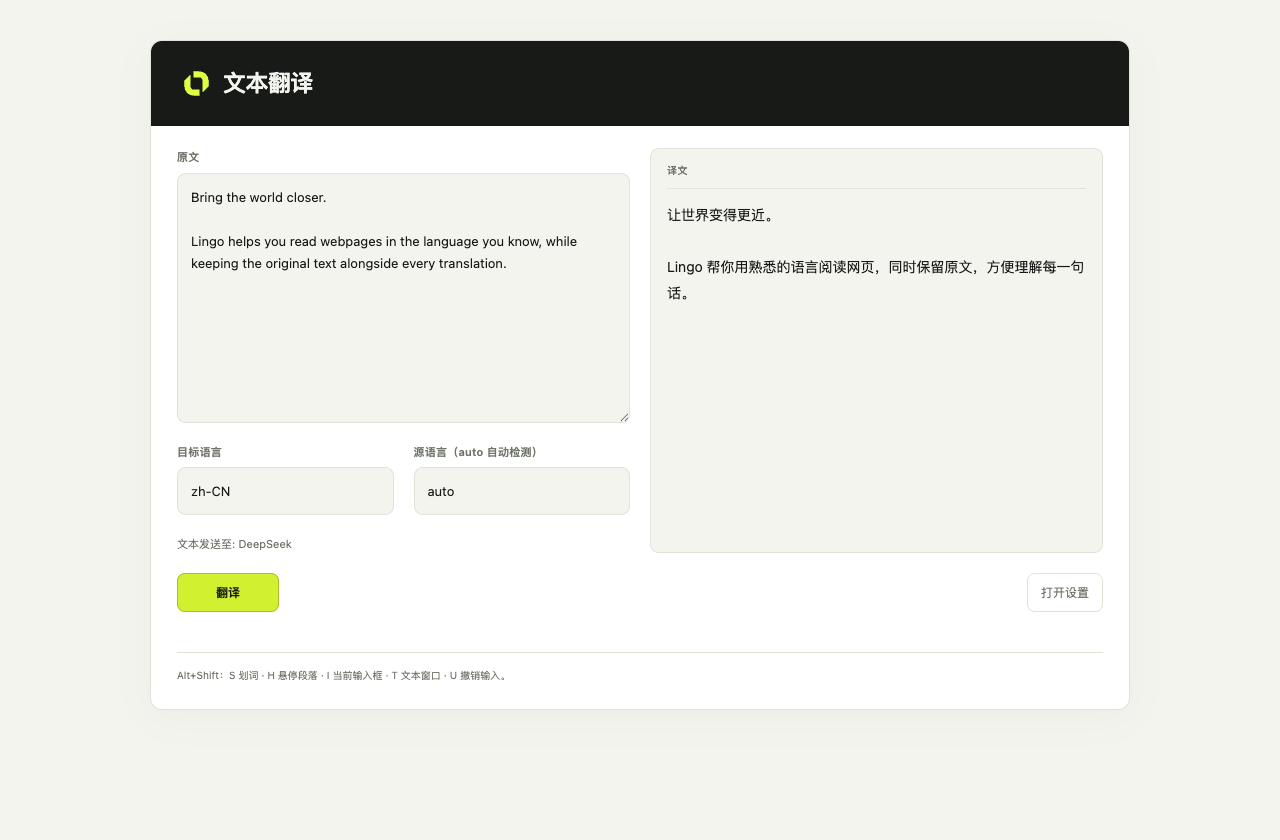 文本翻译
原文
Bring the world closer.
Lingo helps you read webpages in the language you know, while
keeping the original text alongside every translation.
目标语言
源语言（auto 自动检测）
zh-CN
auto
文本发送至: DeepSeek
译文
让世界变得更近。
Lingo 帮你用熟悉的语言阅读网页，同时保留原文，方便理解每一句
话。
翻译
打开设置
Alt+Shift：S 划词 · H 悬停段落 · I 当前输入框 · T 文本窗口 · U 撤销输入。